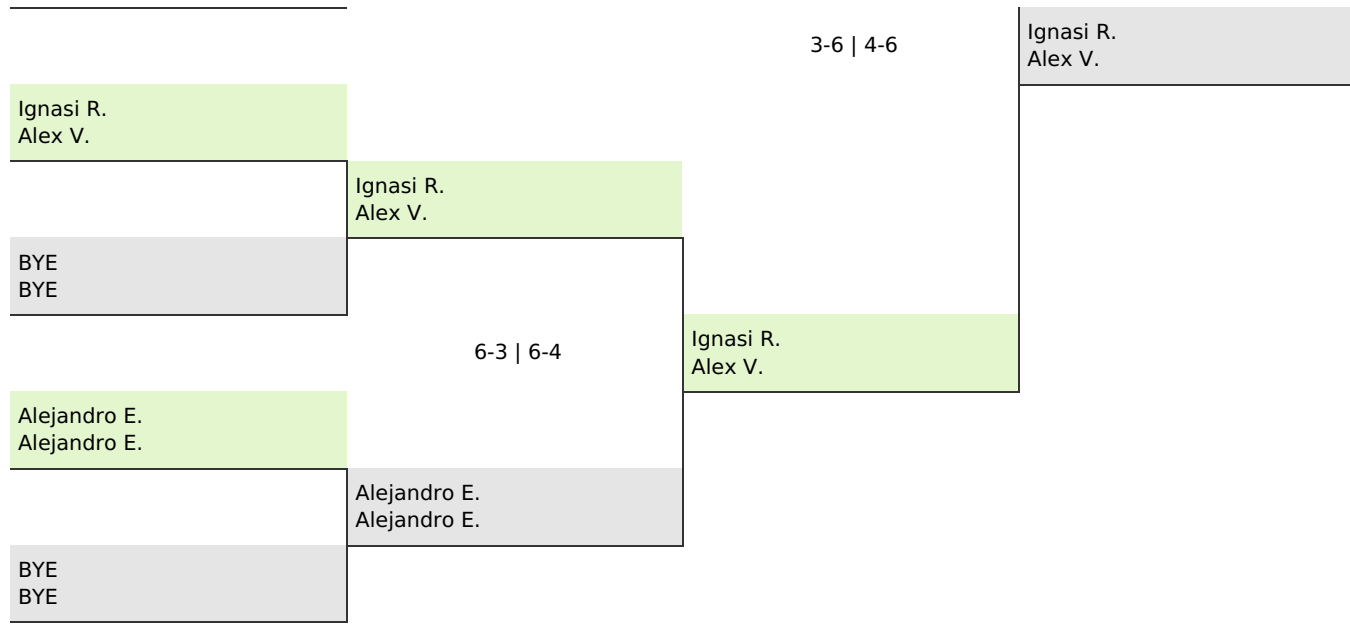 3-6 | 4-6
Ignasi R.
Alex V.
Ignasi R.
Alex V.
Ignasi R.
Alex V.
BYE
BYE
6-3 | 6-4
Ignasi R.
Alex V.
Alejandro E.
Alejandro E.
Alejandro E.
Alejandro E.
BYE
BYE